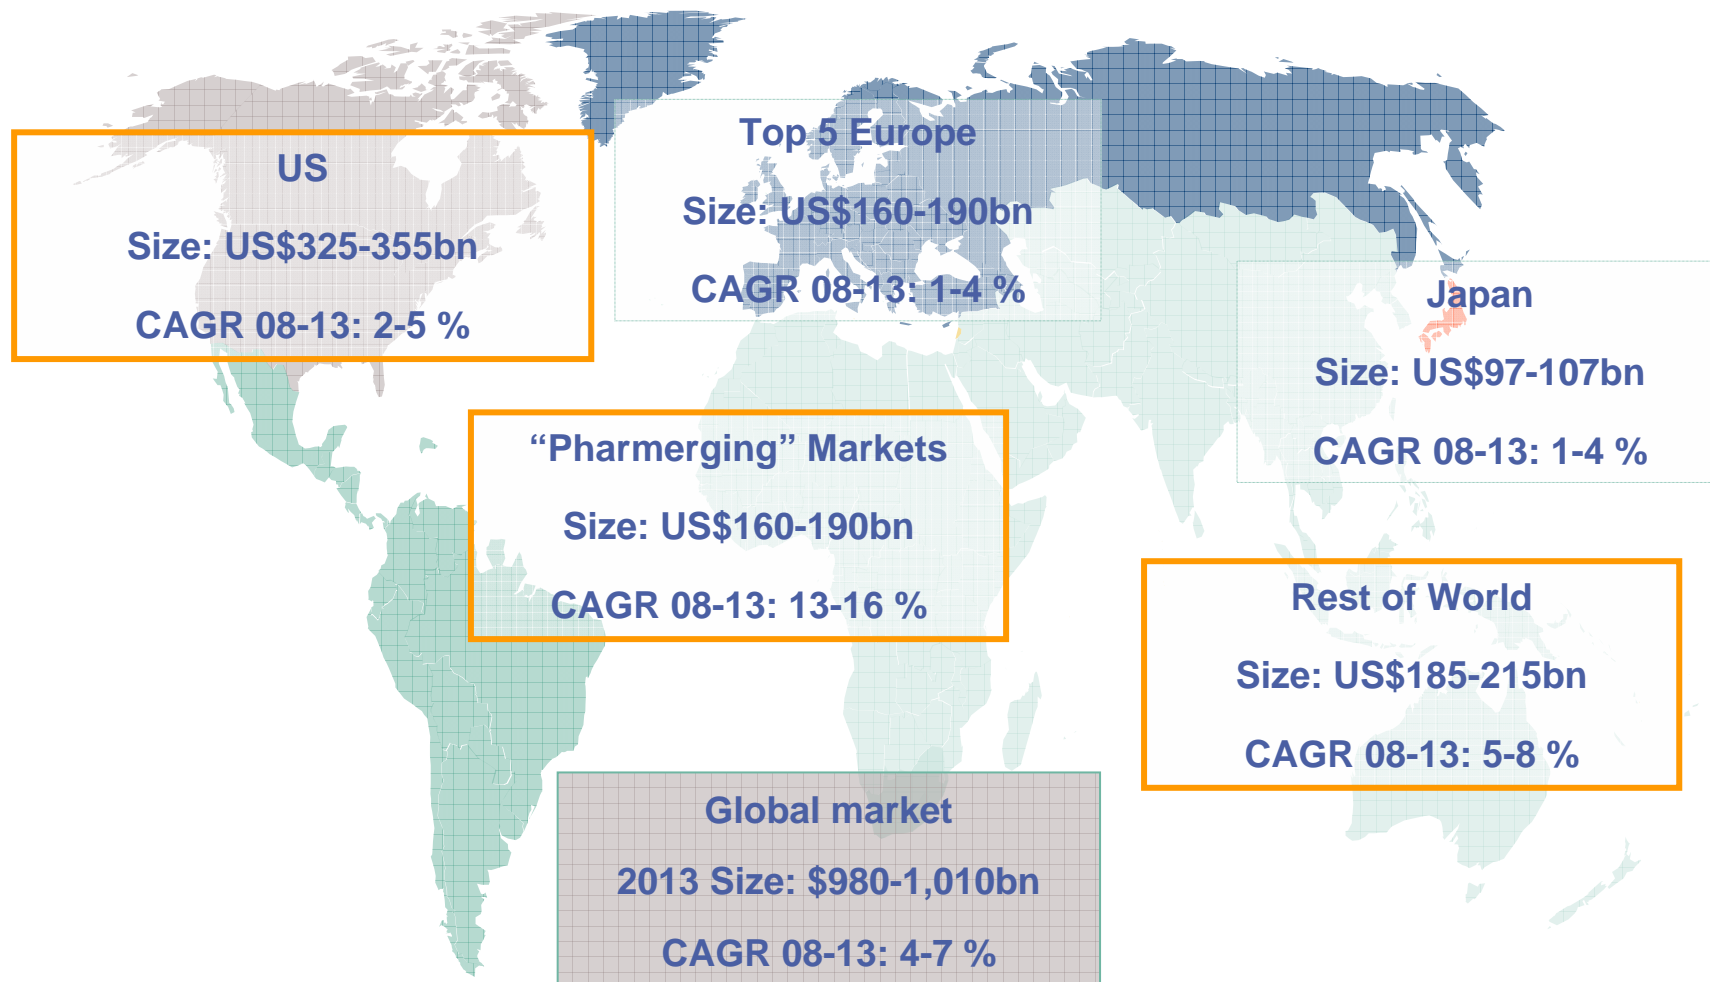 US
Size: US$325-355bn
CAGR 08-13: 2-5 %
Top 5 Europe
Size: US$160-190bn
CAGR 08-13: 1-4 %
Japan
Size: US$97-107bn
CAGR 08-13: 1-4 %
“Pharmerging” Markets
Size: US$160-190bn
CAGR 08-13: 13-16 %
Rest of World
Size: US$185-215bn
CAGR 08-13: 5-8 %
Global market
2013 Size: $980-1,010bn
CAGR 08-13: 4-7 %